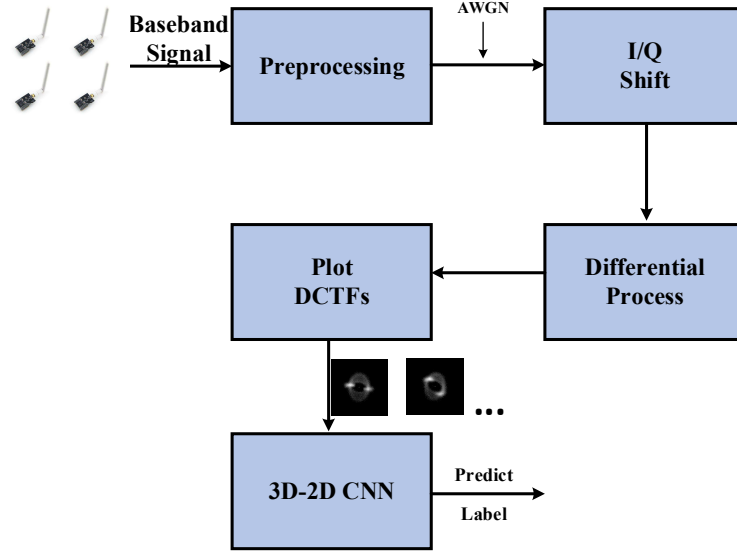 Baseband
Signal
Preprocessing
AWGN
I/Q
Shift
Differential
Process
Plot
DCTFs
...
3D-2D CNN
Predict
Label